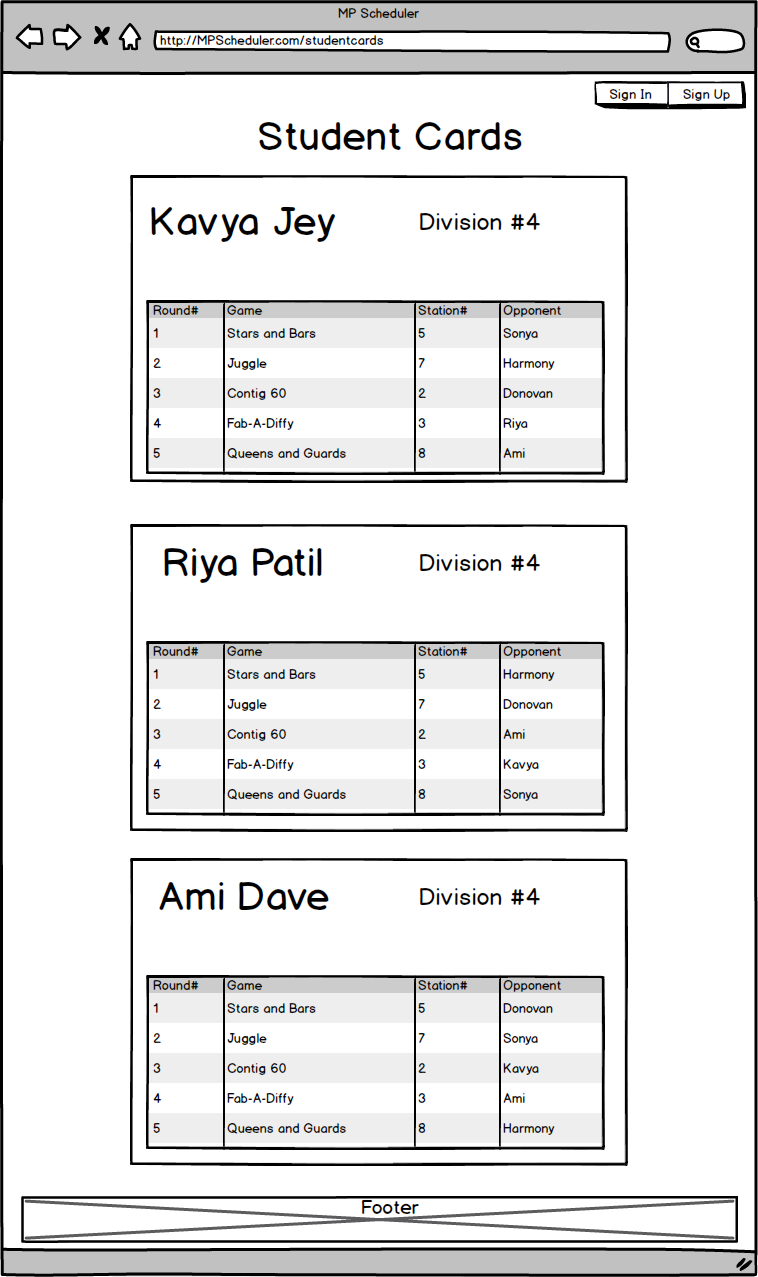 MP Scheduler
http://MPScheduler.com/studentcards
Sign In Sign Up
Student Cards
Kavya Jey Division #4
Round# Game Station# Opponent
1 Stars and Bars 5 Sonya
2 Juggle 7 Harmony
3 Contig 60 2 Donovan
4 Fab-A-Diffy 3 Riya
5 Queens and Guards 8 Ami
Riya Patil Division #4
Round# Game Station# Opponent
1 Stars and Bars 5 Harmony
2 Juggle 7 Donovan
3 Contig 60 2 Ami
4 Fab-A-Diffy 3 Kavya
5 Queens and Guards 8 Sonya
Ami Dave Division #4
Round# Game Station# Opponent
1 Stars and Bars 5 Donovan
2 Juggle 7 Sonya
3 Contig 60 2 Kavya
4 Fab-A-Diffy 3 Ami
5 Queens and Guards 8 Harmony
Footer